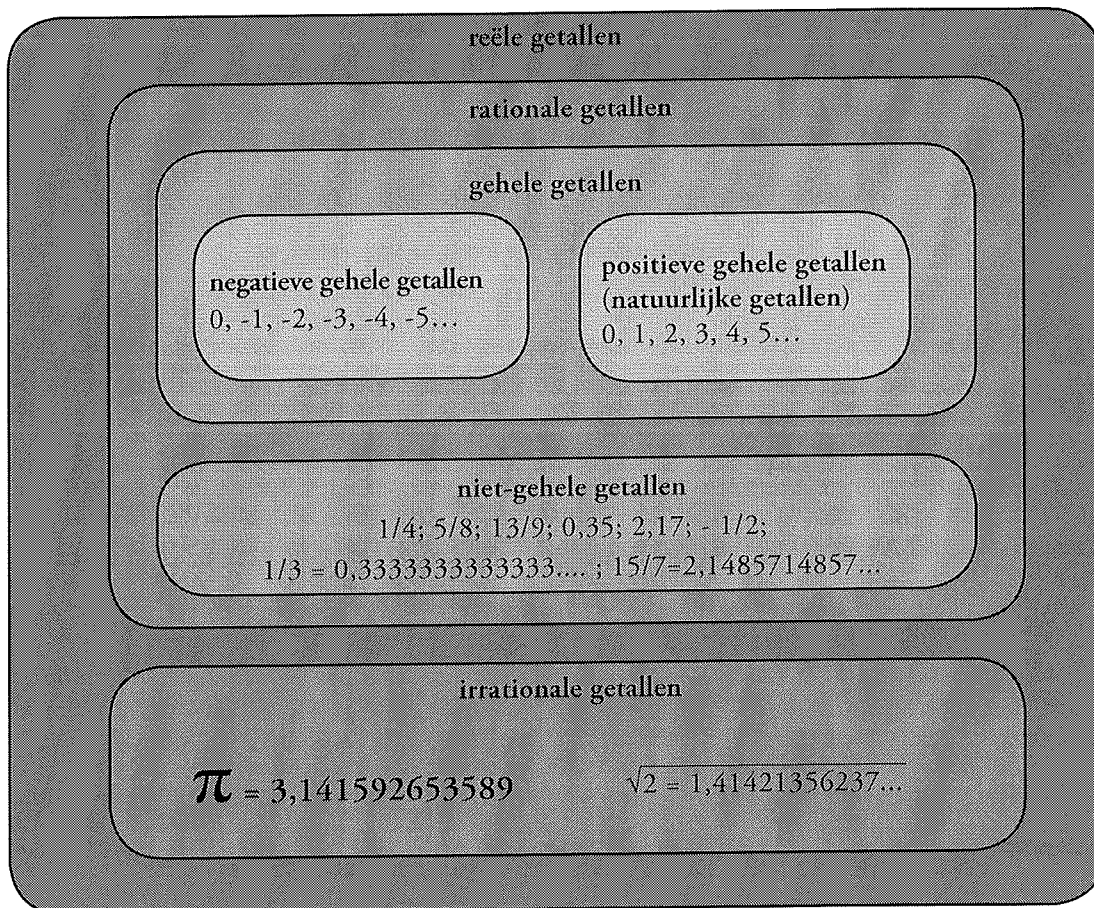 reële getallen
rationale getallen
gehele getallen
negatieve gehele getallen
0, -1, -2, -3, -4, -5...
positieve gehele getallen
(natuurlijke getallen)
0, 1, 2, 3, 4, 5...
niet-gehele getallen
1/4; 5/8; 13/9; 0,35; 2,17; - 1/2;
1/3 = 0,3333333333333.... ; 15/7=2,1485714857...
irrationale getallen
π = 3,141592653589
√2 = 1,41421356237...